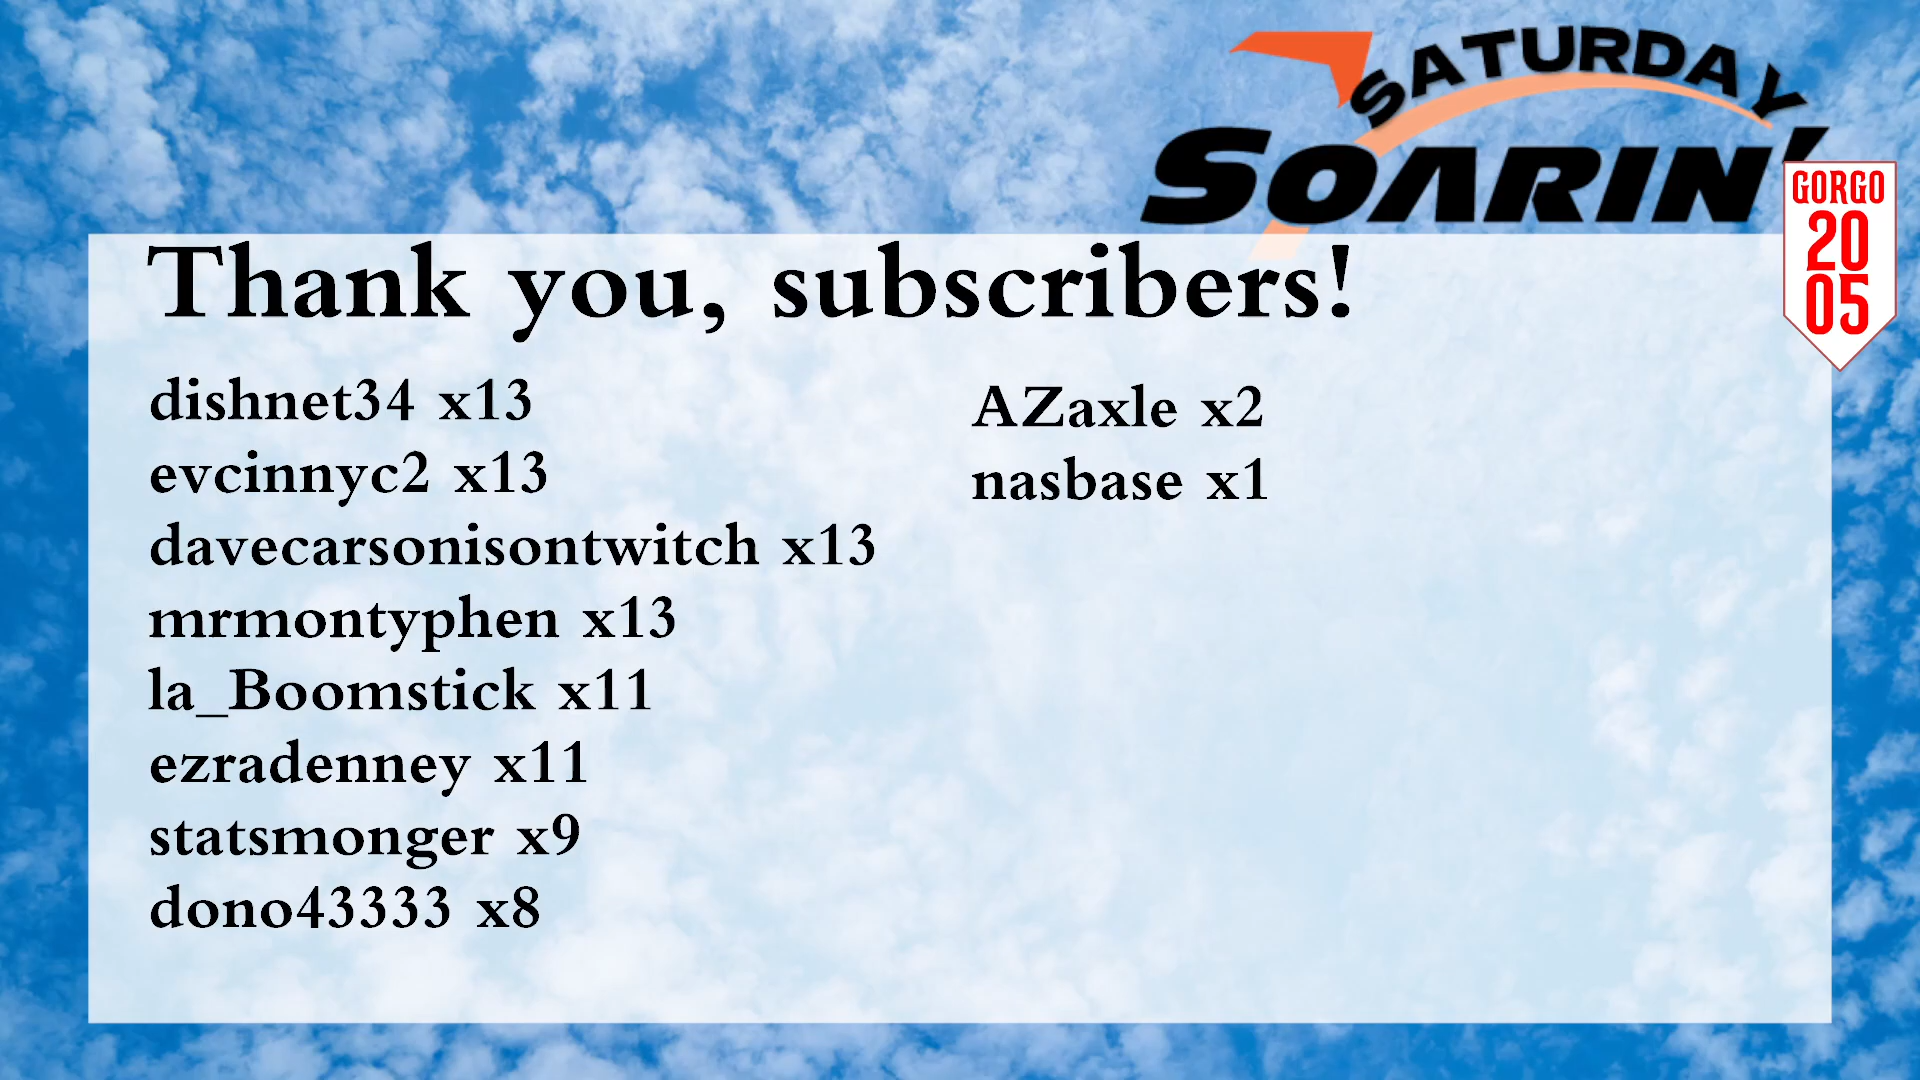 SATURDAY
SOARIN'
GORGO
20
05
Thank you, subscribers!
dishnet34 x13
evcinnyc2 x13
davecarsonisontwitch x13
mrmontyphen x13
la_Boomstick x11
ezradenney x11
statsmonger x9
dono43333 x8
AZaxle x2
nasbase x1